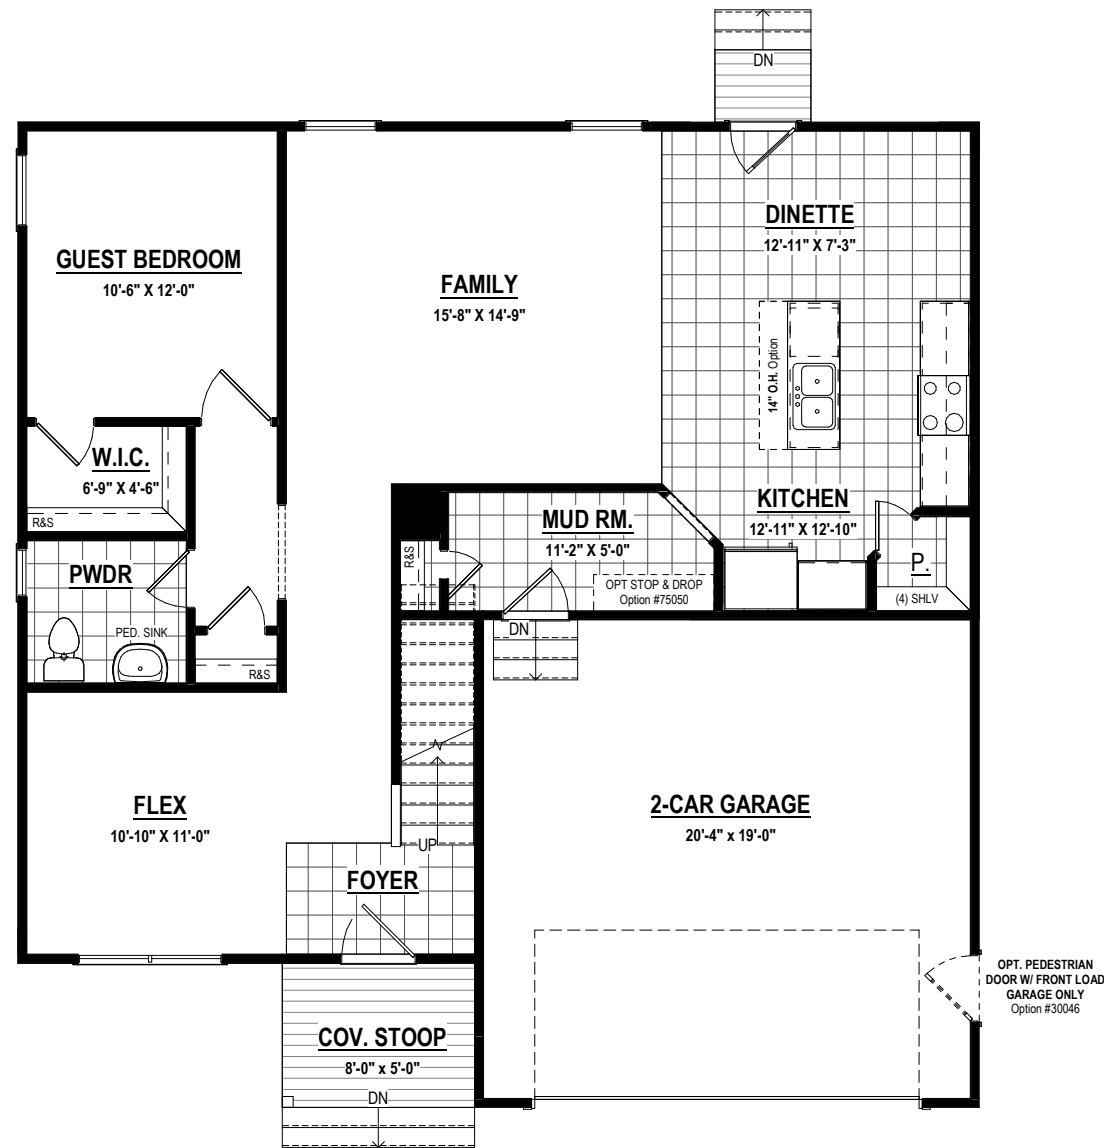 DN
DINETTE
12'-11" X 7'-3"
GUEST BEDROOM
10'-6" X 12'-0"
FAMILY
15'-8" X 14'-9"
14" O.H. Option
W.I.C.
6'-9" X 4'-6"
R&S
KITCHEN
12'-11" X 12'-10"
MUD RM.
11'-2" X 5'-0"
R&S
OPT STOP & DROP
Option #75050
P.
(4) SHLV
PWDR
PED. SINK
R&S
DN
FLEX
10'-10" X 11'-0"
2-CAR GARAGE
20'-4" x 19'-0"
UP
FOYER
OPT. PEDESTRIAN
DOOR W/ FRONT LOAD
GARAGE ONLY
Option #30046
COV. STOOP
8'-0" x 5'-0"
DN